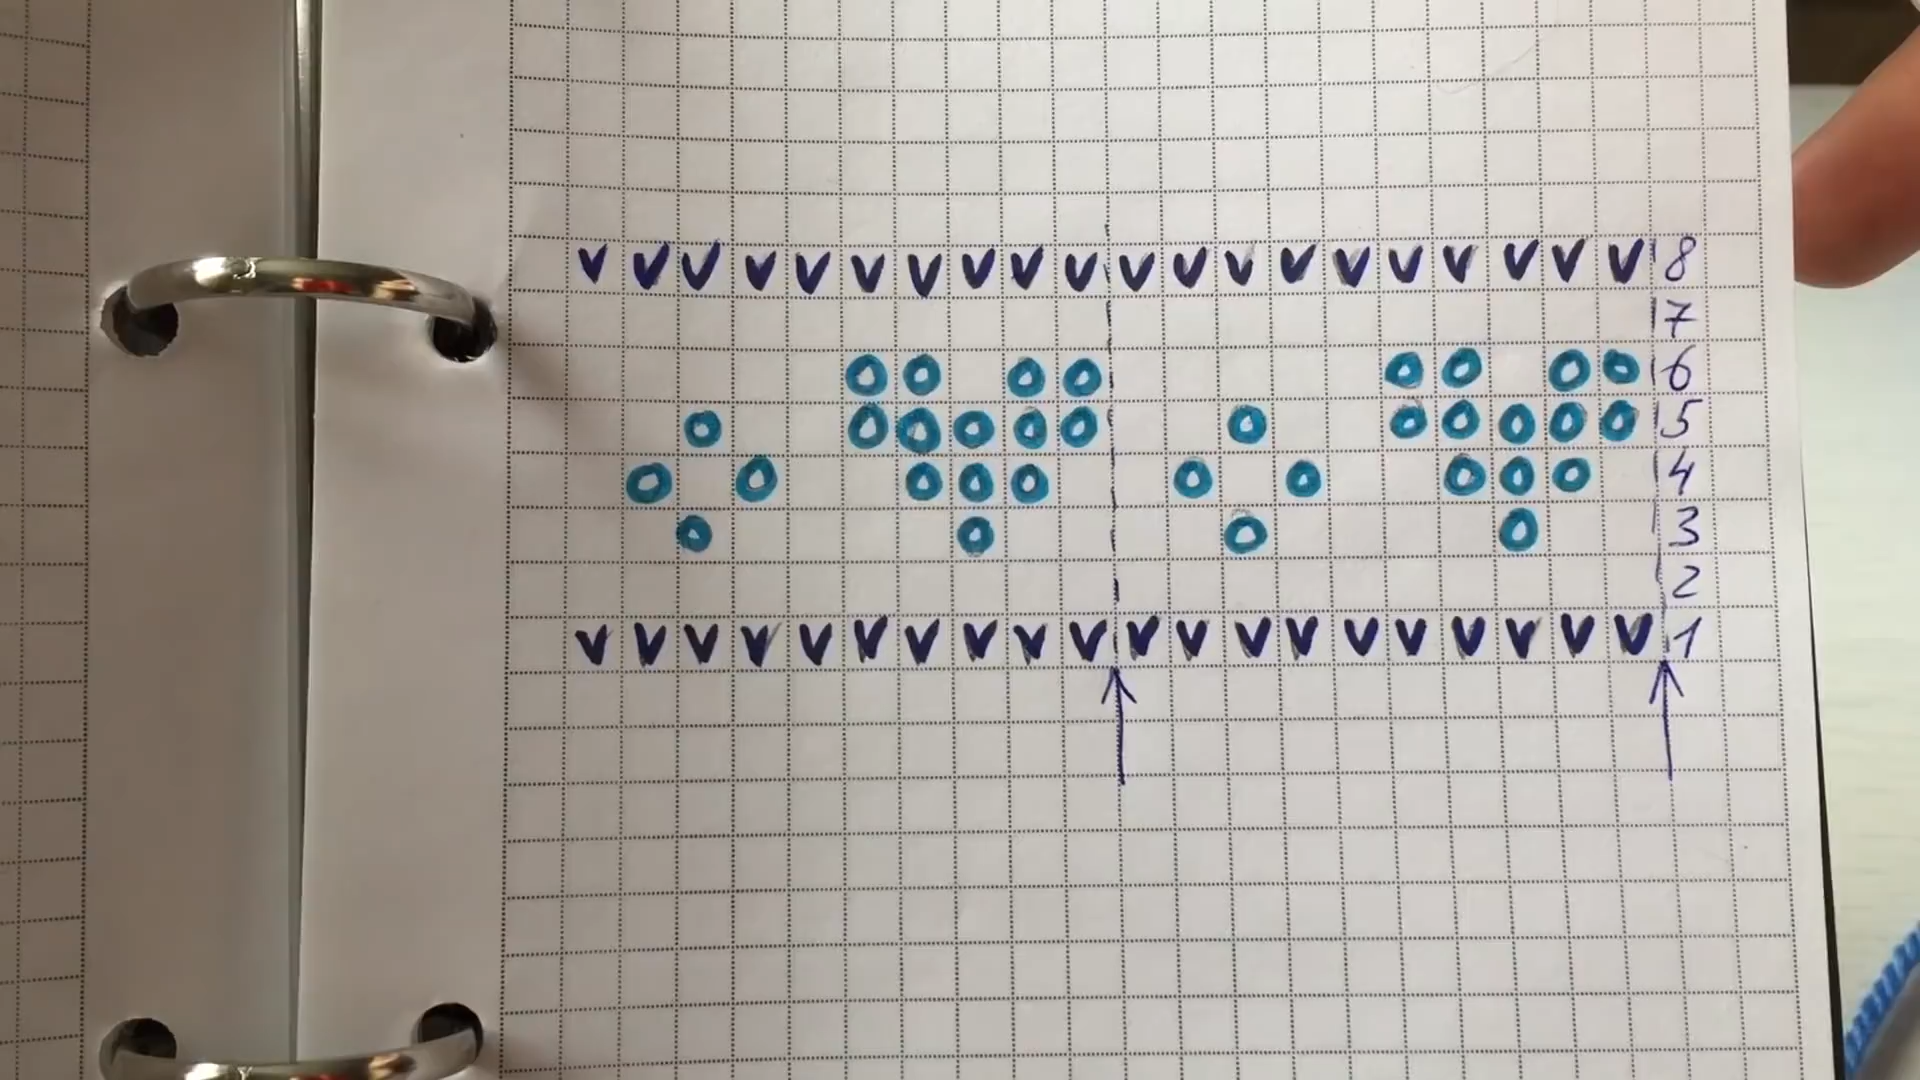 V V V V V V V V V V V V V V V V V V V V 8
7
O O O O O O O O 6
O O O O O O O O O O O O 5
O O O O O O O O O O 4
O O O O 3
2
V V V V V V V V V V V V V V V V V V V V 1